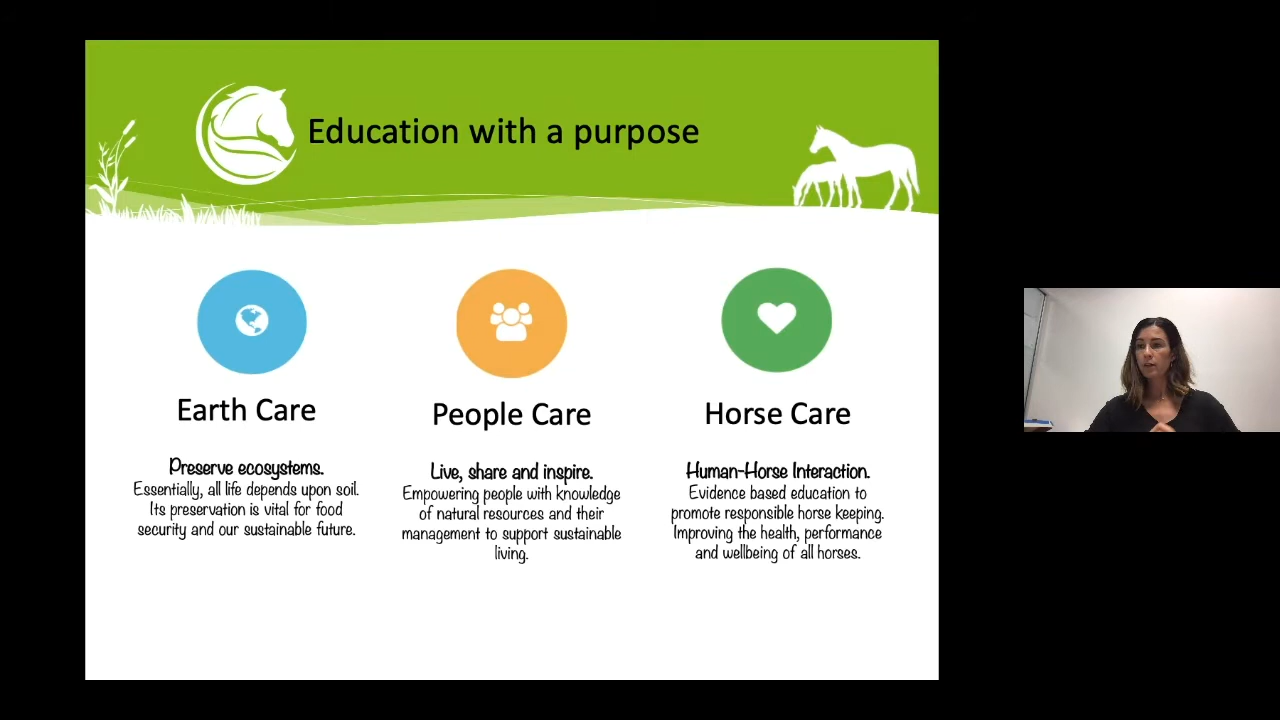 Education with a purpose
Earth Care
Preserve ecosystems.
Essentially, all life depends upon soil.
Its preservation is vital for food
security and our sustainable future.
People Care
Live, share and inspire.
Empowering people with knowledge
of natural resources and their
management to support sustainable
living.
Horse Care
Human-Horse Interaction.
Evidence based education to
promote responsible horse keeping.
Improving the health, performance
and wellbeing of all horses.